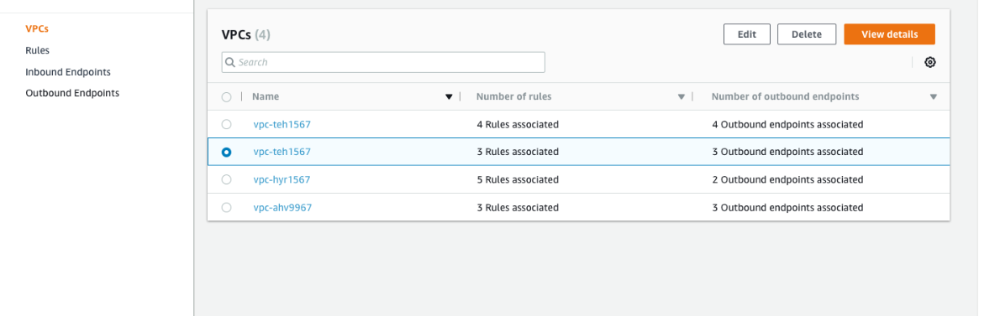 VPCs
Rules
Inbound Endpoints
Outbound Endpoints
VPCs (4)
Edit
Delete
View details
Search
Name
Number of rules
Number of outbound endpoints
vpc-teh1567 4 Rules associated 4 Outbound endpoints associated
vpc-teh1567 3 Rules associated 3 Outbound endpoints associated
vpc-hyr1567 5 Rules associated 2 Outbound endpoints associated
vpc-ahv9967 3 Rules associated 3 Outbound endpoints associated